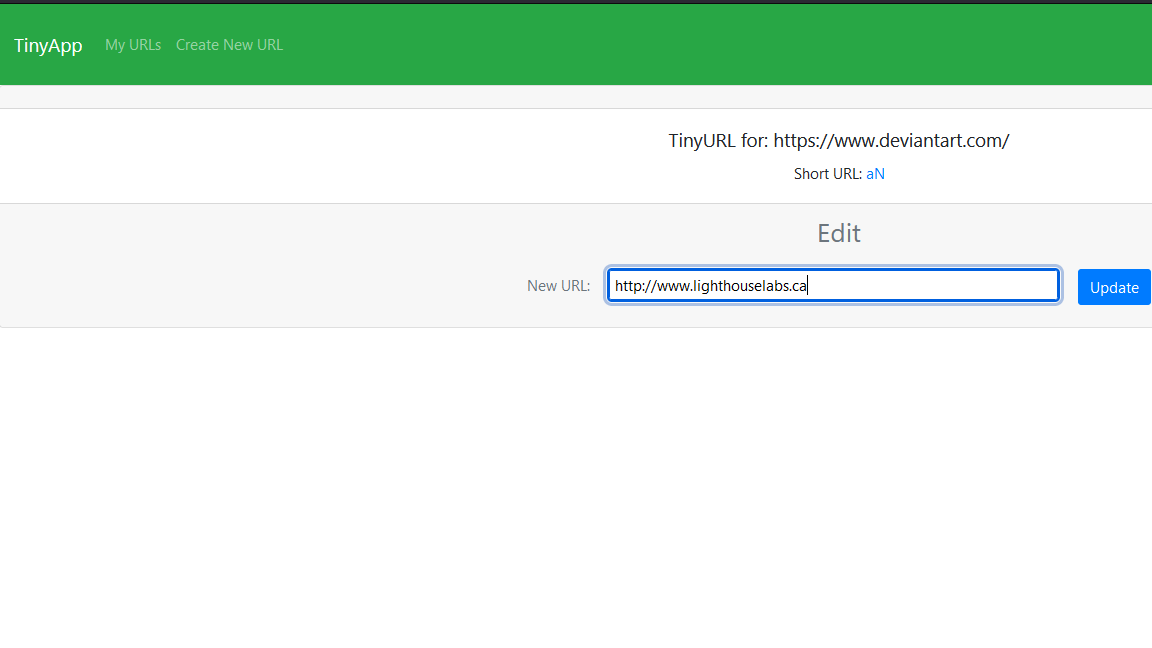 TinyApp My URLs Create New URL
TinyURL for: https://www.deviantart.com/
Short URL: aN
Edit
New URL: http://www.lighthouselabs.ca Update